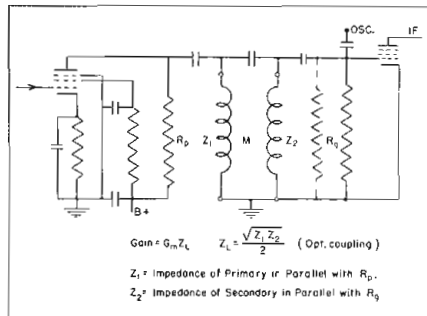 OSC.
IF
Rp
Z1
M
Z2
Rg
B+
Gain = GmZL ZL = √Z1 Z2 / 2 (Opt. coupling)
Z1 = Impedance of Primary in Parallel with Rp.
Z2 = Impedance of Secondary in Parallel with Rg